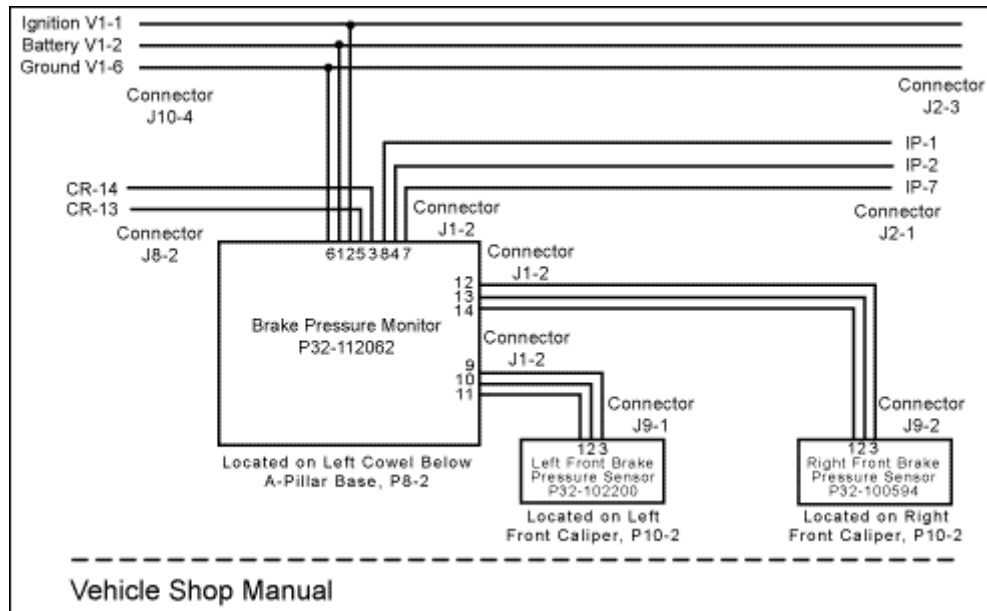 Ignition V1-1
Battery V1-2
Ground V1-6
Connector
J10-4
Connector
J2-3
IP-1
IP-2
IP-7
CR-14
CR-13
Connector
J1-2
Connector
J2-1
Connector
J8-2
61253847
Connector
J1-2
12
13
14
Brake Pressure Monitor
P32-112062
Connector
J1-2
9
10
11
Connector
J9-1
Connector
J9-2
123
Left Front Brake
Pressure Sensor
P32-102200
123
Right Front Brake
Pressure Sensor
P32-100594
Located on Left Cowel Below
A-Pillar Base, P8-2
Located on Left
Front Caliper, P10-2
Located on Right
Front Caliper, P10-2
Vehicle Shop Manual